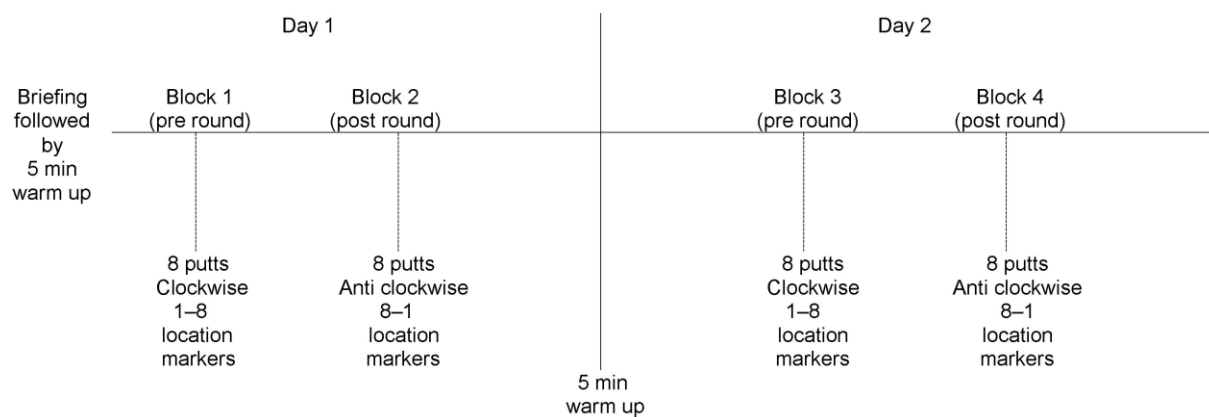 Day 1
Day 2
Briefing
followed
by
5 min
warm up
Block 1
(pre round)
Block 2
(post round)
Block 3
(pre round)
Block 4
(post round)
8 putts
Clockwise
1–8
location
markers
8 putts
Anti clockwise
8–1
location
markers
8 putts
Clockwise
1–8
location
markers
8 putts
Anti clockwise
8–1
location
markers
5 min
warm up